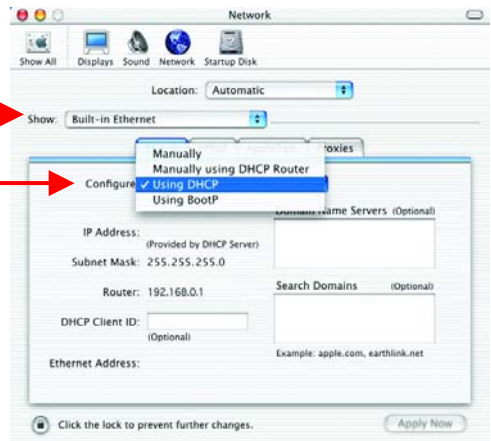 Network
Show All Displays Sound Network Startup Disk
Location: Automatic
Show: Built-in Ethernet
Proxies
Manually
Manually using DHCP Router
Configure ✓ Using DHCP
Using BootP
Domain Name Servers (Optional)
IP Address:
(Provided by DHCP Server)
Subnet Mask: 255.255.255.0
Router: 192.168.0.1
Search Domains (Optional)
DHCP Client ID:
(Optional)
Ethernet Address:
Example: apple.com, earthlink.net
Click the lock to prevent further changes.
Apply Now